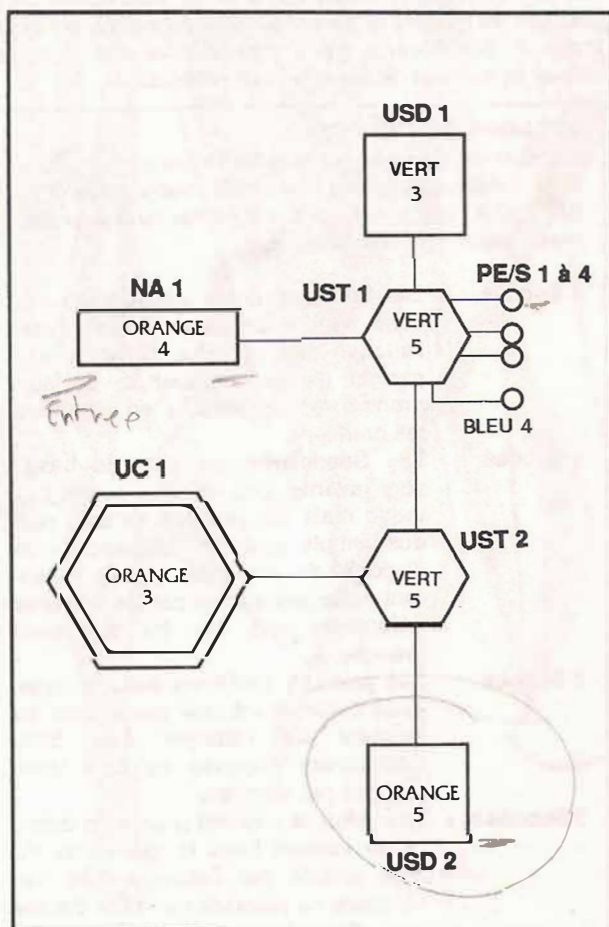 USD 1
VERT
3
NA 1
UST 1
PE/S 1 à 4
ORANGE
4
VERT
5
Entree
BLEU 4
UC 1
UST 2
ORANGE
3
VERT
5
ORANGE
5
USD 2